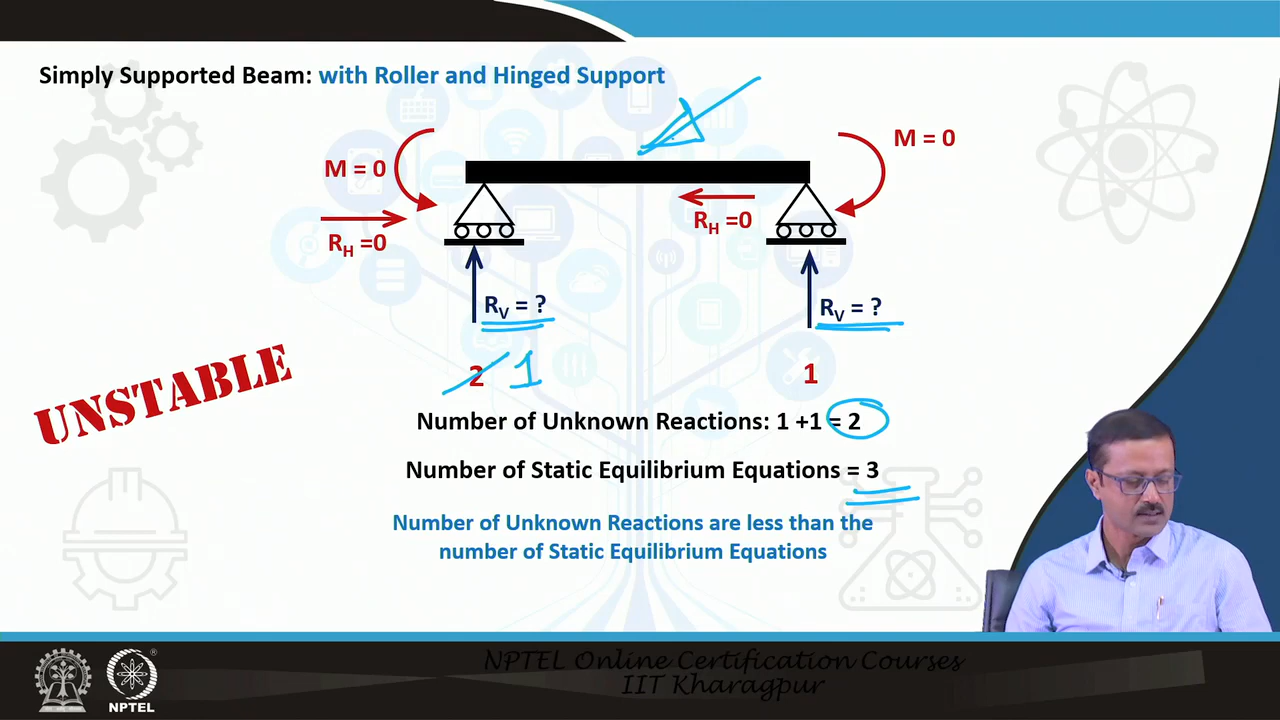 Simply Supported Beam: with Roller and Hinged Support
M = 0
M = 0
R_H =0
R_H =0
R_V = ?
R_V = ?
2 1
1
UNSTABLE
Number of Unknown Reactions: 1 +1 = 2
Number of Static Equilibrium Equations = 3
Number of Unknown Reactions are less than the
number of Static Equilibrium Equations
NPTEL Online Certification Courses
IIT Kharagpur
NPTEL
®